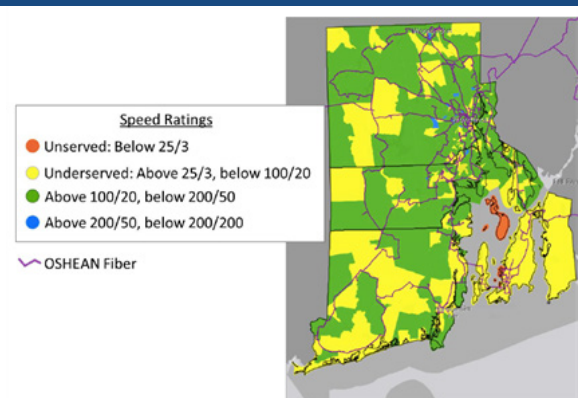 Speed Ratings
Unserved: Below 25/3
Underserved: Above 25/3, below 100/20
Above 100/20, below 200/50
Above 200/50, below 200/200
OSHEAN Fiber